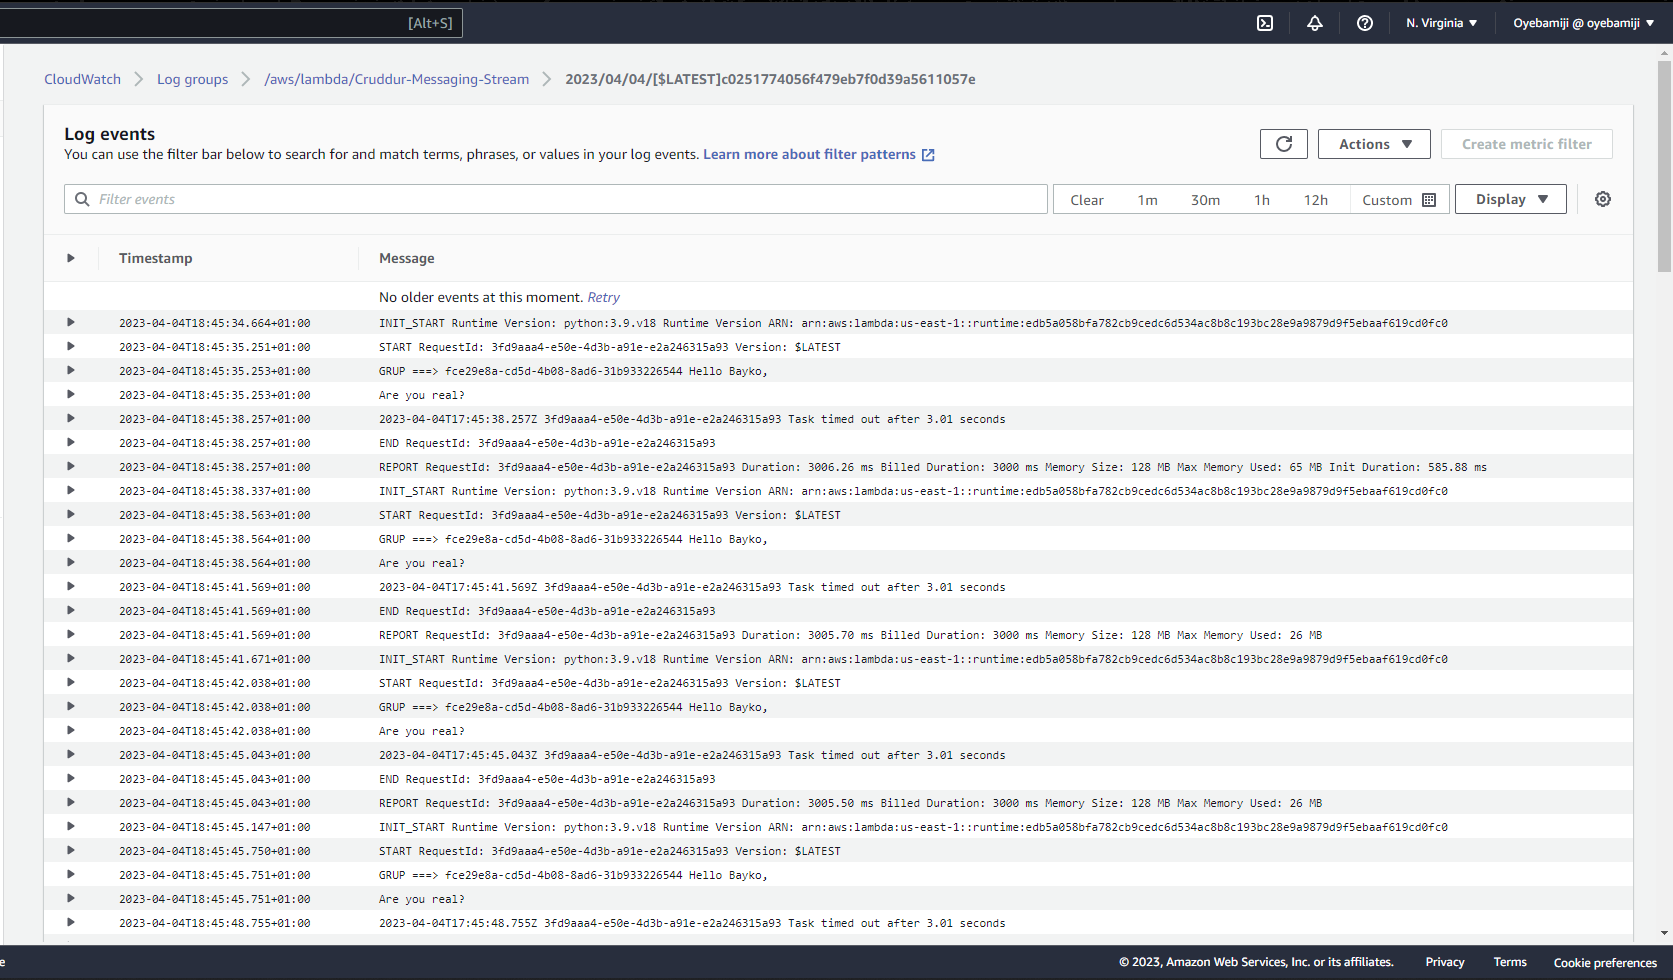 [Alt+S] N. Virginia ▼ Oyebamiji @ oyebamiji ▼
CloudWatch > Log groups > /aws/lambda/Cruddur-Messaging-Stream > 2023/04/04/[$LATEST]c0251774056f479eb7f0d39a5611057e
Log events
You can use the filter bar below to search for and match terms, phrases, or values in your log events. Learn more about filter patterns
Actions ▼ Create metric filter
Filter events Clear 1m 30m 1h 12h Custom Display ▼
Timestamp Message
No older events at this moment. Retry
2023-04-04T18:45:34.664+01:00 INIT_START Runtime Version: python:3.9.v18 Runtime Version ARN: arn:aws:lambda:us-east-1::runtime:edb5a058bfa782cb9cedc6d534ac8b8c193bc28e9a9879d9f5ebaaf619cd0fc0
2023-04-04T18:45:35.251+01:00 START RequestId: 3fd9aaa4-e50e-4d3b-a91e-e2a246315a93 Version: $LATEST
2023-04-04T18:45:35.253+01:00 GRUP ===> fce29e8a-cd5d-4b08-8ad6-31b933226544 Hello Bayko,
2023-04-04T18:45:35.253+01:00 Are you real?
2023-04-04T18:45:38.257+01:00 2023-04-04T17:45:38.257Z 3fd9aaa4-e50e-4d3b-a91e-e2a246315a93 Task timed out after 3.01 seconds
2023-04-04T18:45:38.257+01:00 END RequestId: 3fd9aaa4-e50e-4d3b-a91e-e2a246315a93
2023-04-04T18:45:38.257+01:00 REPORT RequestId: 3fd9aaa4-e50e-4d3b-a91e-e2a246315a93 Duration: 3006.26 ms Billed Duration: 3000 ms Memory Size: 128 MB Max Memory Used: 65 MB Init Duration: 585.88 ms
2023-04-04T18:45:38.337+01:00 INIT_START Runtime Version: python:3.9.v18 Runtime Version ARN: arn:aws:lambda:us-east-1::runtime:edb5a058bfa782cb9cedc6d534ac8b8c193bc28e9a9879d9f5ebaaf619cd0fc0
2023-04-04T18:45:38.563+01:00 START RequestId: 3fd9aaa4-e50e-4d3b-a91e-e2a246315a93 Version: $LATEST
2023-04-04T18:45:38.564+01:00 GRUP ===> fce29e8a-cd5d-4b08-8ad6-31b933226544 Hello Bayko,
2023-04-04T18:45:38.564+01:00 Are you real?
2023-04-04T18:45:41.569+01:00 2023-04-04T17:45:41.569Z 3fd9aaa4-e50e-4d3b-a91e-e2a246315a93 Task timed out after 3.01 seconds
2023-04-04T18:45:41.569+01:00 END RequestId: 3fd9aaa4-e50e-4d3b-a91e-e2a246315a93
2023-04-04T18:45:41.569+01:00 REPORT RequestId: 3fd9aaa4-e50e-4d3b-a91e-e2a246315a93 Duration: 3005.70 ms Billed Duration: 3000 ms Memory Size: 128 MB Max Memory Used: 26 MB
2023-04-04T18:45:41.671+01:00 INIT_START Runtime Version: python:3.9.v18 Runtime Version ARN: arn:aws:lambda:us-east-1::runtime:edb5a058bfa782cb9cedc6d534ac8b8c193bc28e9a9879d9f5ebaaf619cd0fc0
2023-04-04T18:45:42.038+01:00 START RequestId: 3fd9aaa4-e50e-4d3b-a91e-e2a246315a93 Version: $LATEST
2023-04-04T18:45:42.038+01:00 GRUP ===> fce29e8a-cd5d-4b08-8ad6-31b933226544 Hello Bayko,
2023-04-04T18:45:42.038+01:00 Are you real?
2023-04-04T18:45:45.043+01:00 2023-04-04T17:45:45.043Z 3fd9aaa4-e50e-4d3b-a91e-e2a246315a93 Task timed out after 3.01 seconds
2023-04-04T18:45:45.043+01:00 END RequestId: 3fd9aaa4-e50e-4d3b-a91e-e2a246315a93
2023-04-04T18:45:45.043+01:00 REPORT RequestId: 3fd9aaa4-e50e-4d3b-a91e-e2a246315a93 Duration: 3005.50 ms Billed Duration: 3000 ms Memory Size: 128 MB Max Memory Used: 26 MB
2023-04-04T18:45:45.147+01:00 INIT_START Runtime Version: python:3.9.v18 Runtime Version ARN: arn:aws:lambda:us-east-1::runtime:edb5a058bfa782cb9cedc6d534ac8b8c193bc28e9a9879d9f5ebaaf619cd0fc0
2023-04-04T18:45:45.750+01:00 START RequestId: 3fd9aaa4-e50e-4d3b-a91e-e2a246315a93 Version: $LATEST
2023-04-04T18:45:45.751+01:00 GRUP ===> fce29e8a-cd5d-4b08-8ad6-31b933226544 Hello Bayko,
2023-04-04T18:45:45.751+01:00 Are you real?
2023-04-04T18:45:48.755+01:00 2023-04-04T17:45:48.755Z 3fd9aaa4-e50e-4d3b-a91e-e2a246315a93 Task timed out after 3.01 seconds
e © 2023, Amazon Web Services, Inc. or its affiliates. Privacy Terms Cookie preferences